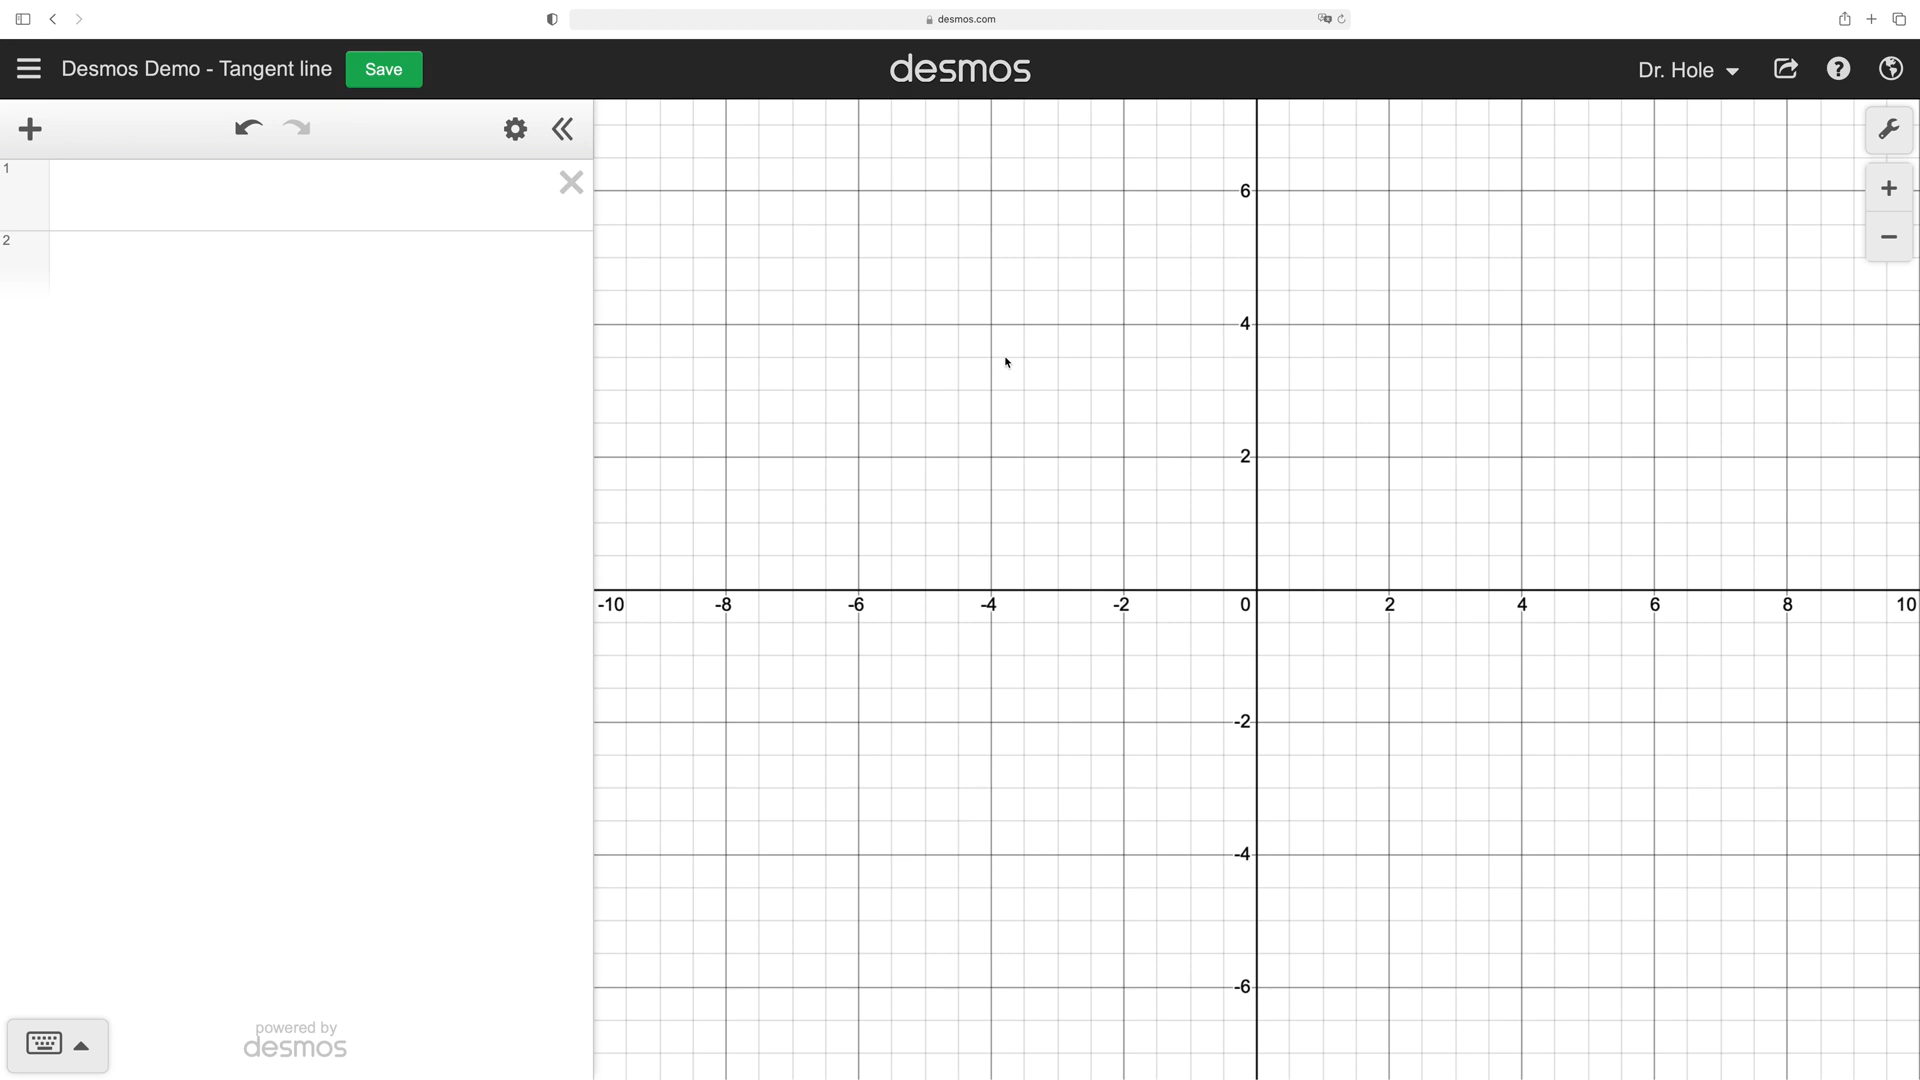 desmos.com
Desmos Demo - Tangent line
Save
desmos
Dr. Hole
1
2
6
4
2
-10
-8
-6
-4
-2
0
2
4
6
8
10
-2
-4
-6
powered by
desmos